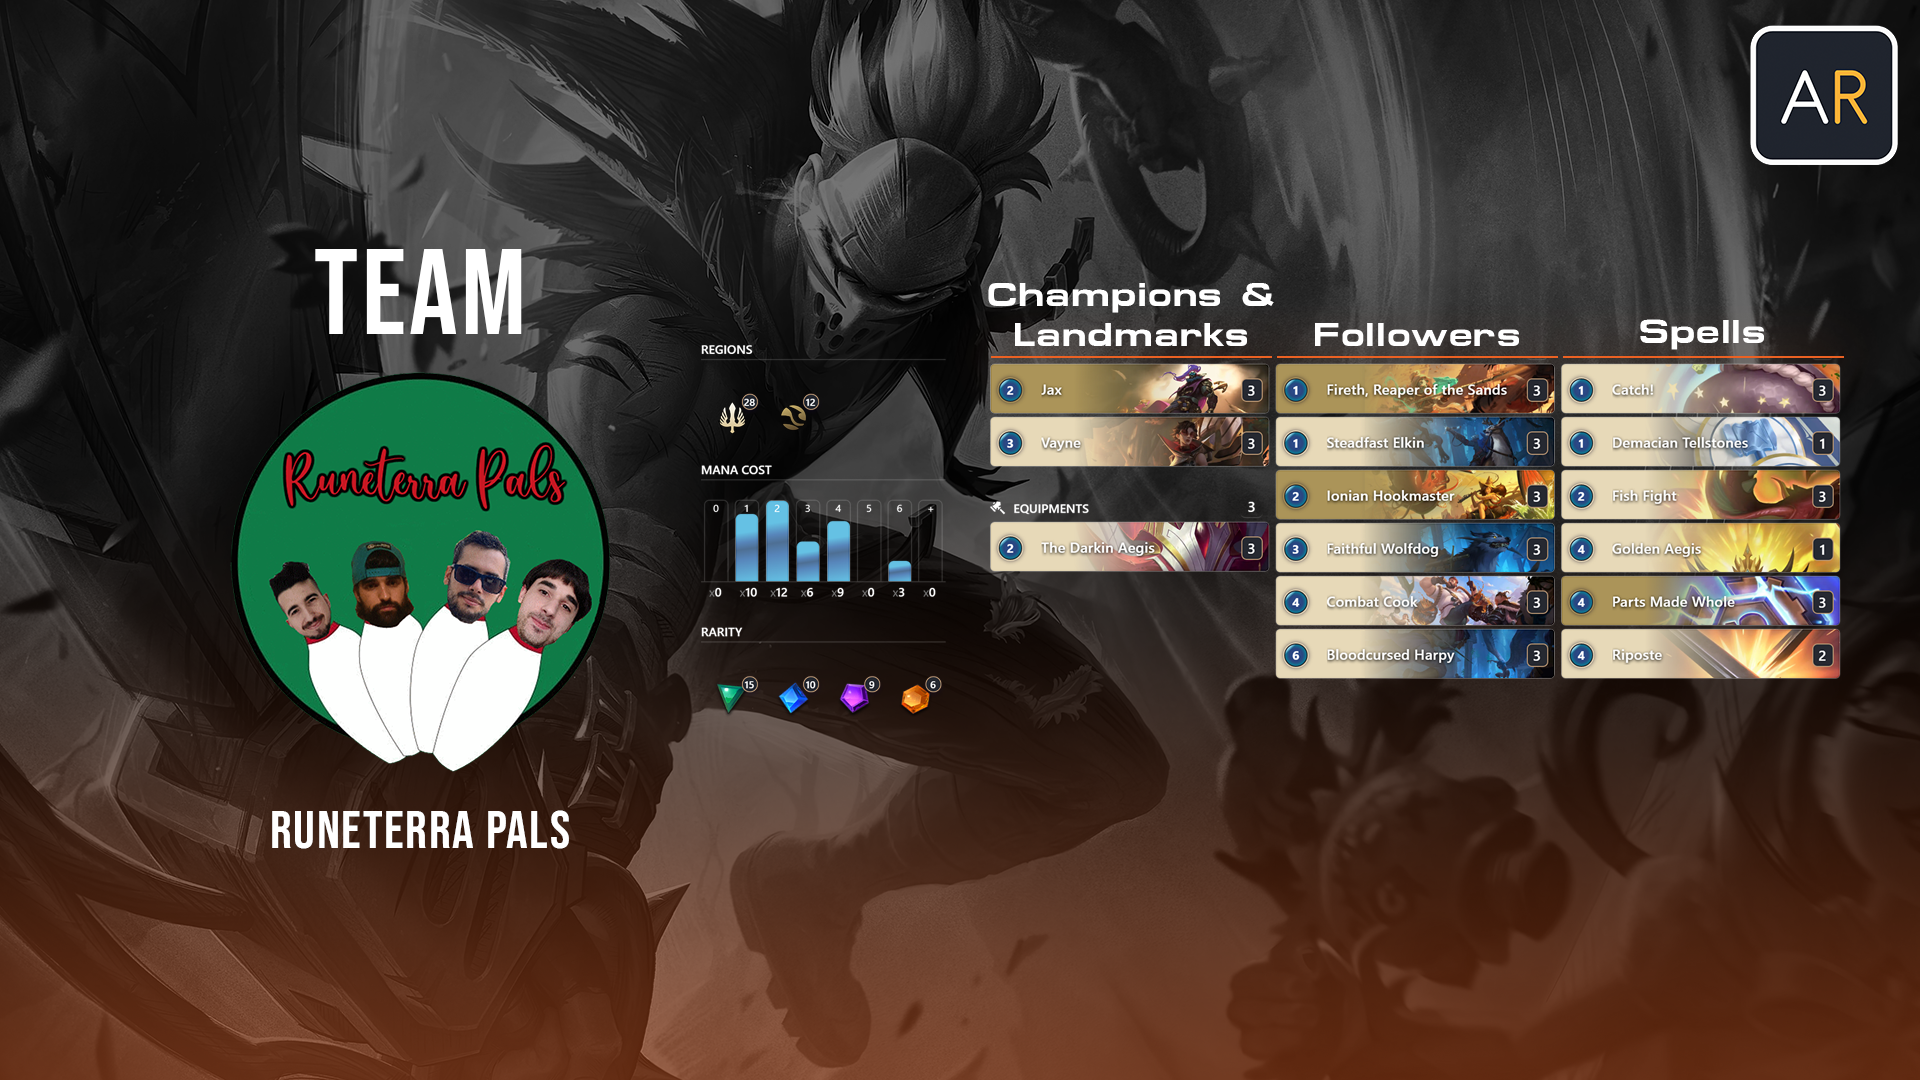 AR
TEAM
Runeterra Pals
RUNETERRA PALS
REGIONS
28 12
MANA COST
0 1 2 3 4 5 6 +
x0 x10 x12 x6 x9 x0 x3 x0
RARITY
15 10 9 6
Champions &
Landmarks
2 Jax 3
3 Vayne 3
EQUIPMENTS 3
2 The Darkin Aegis 3
Followers
1 Fireth, Reaper of the Sands 3
1 Steadfast Elkin 3
2 Ionian Hookmaster 3
3 Faithful Wolfdog 3
4 Combat Cook 3
6 Bloodcursed Harpy 3
Spells
1 Catch! 3
1 Demacian Tellstones 1
2 Fish Fight 3
4 Golden Aegis 1
4 Parts Made Whole 3
4 Riposte 2